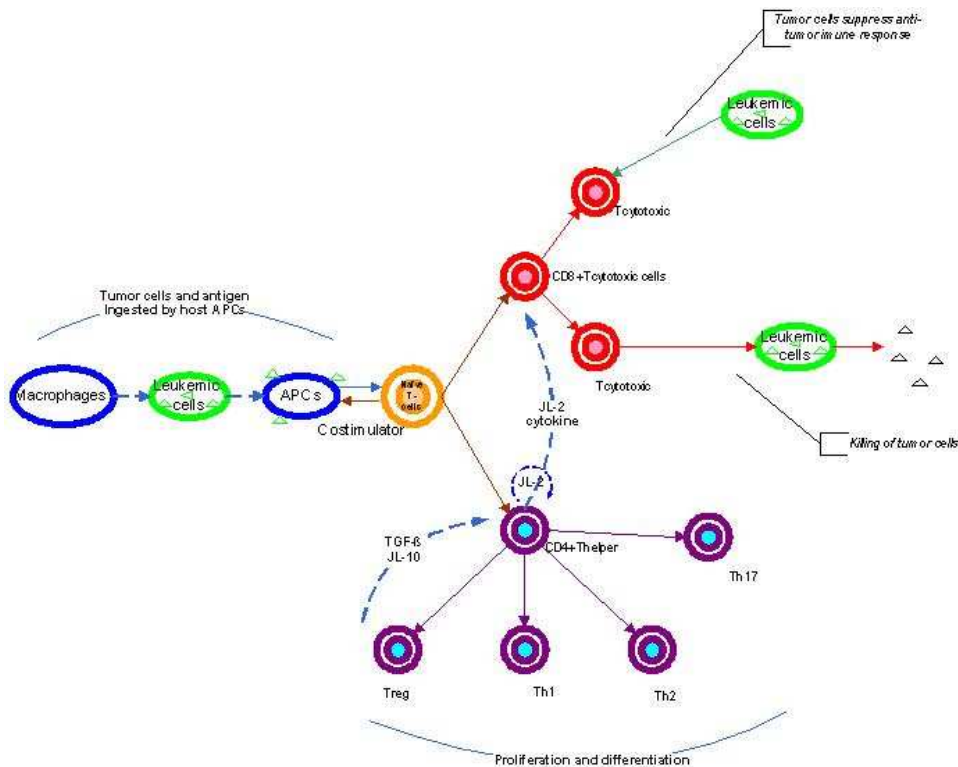 Tumor cells suppress anti-
tumor imune response
Leukemic
cells
Tcytotoxic
CD8+Tcytotoxic cells
Tumor cells and antigen
Ingested by host APCs
Tcytotoxic
Leukemic
cells
Macrophages
Leukemic
cells
APCs
Naïve
T-
cells
Costimulator
JL-2
cytokine
Killing of tumor cells
JL-2
TGF-ß
JL-10
CD4+Thelper
Th17
Treg
Th1
Th2
Proliferation and differentiation